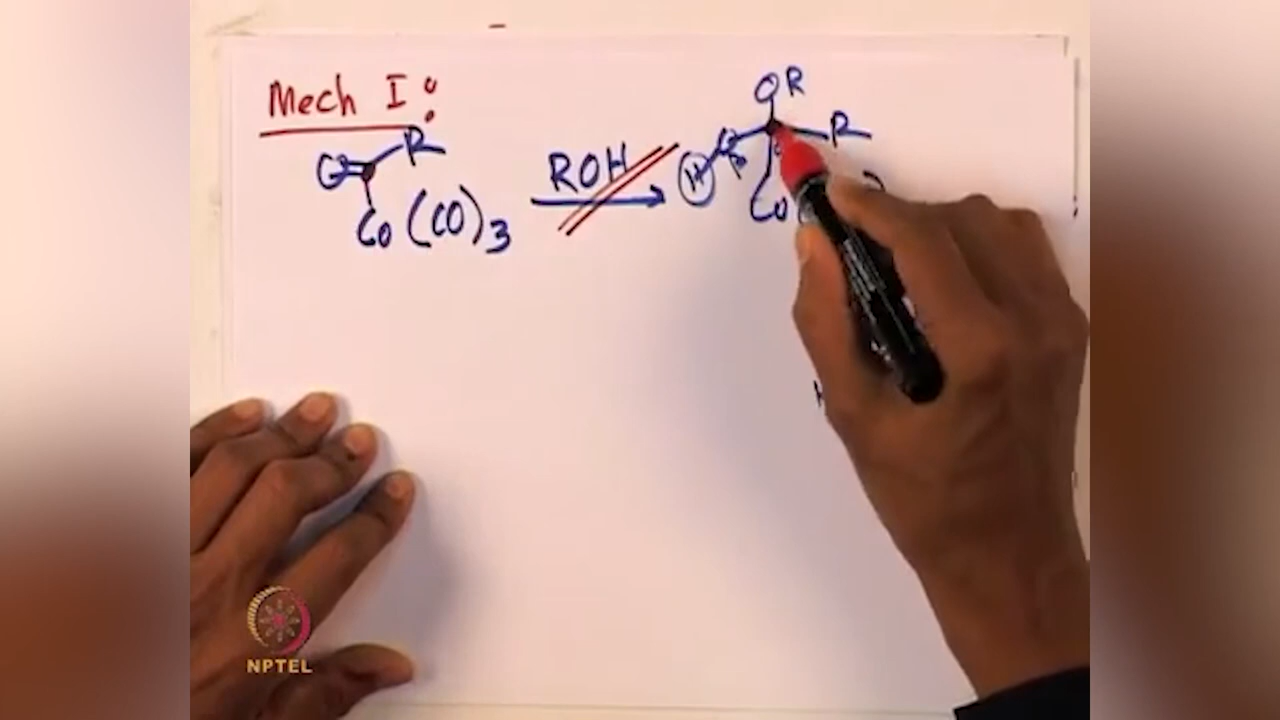 Mech I:
O R
Co (CO)3
ROH
OR
H O R
Co (
NPTEL